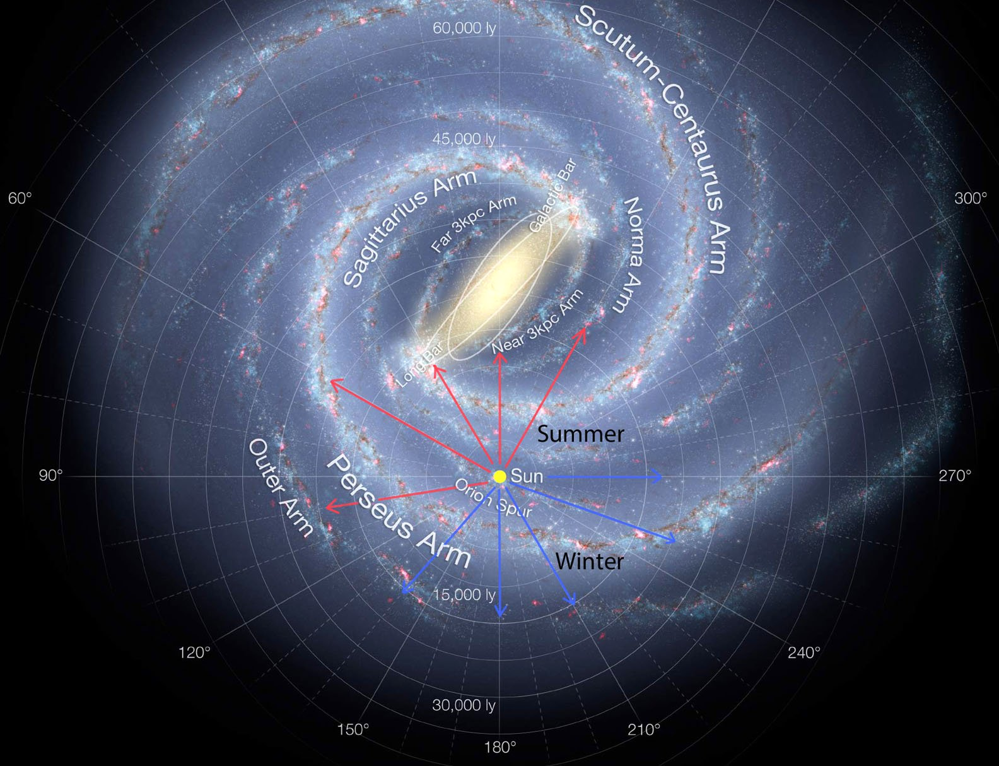 60,000 ly
Scutum-Centaurus Arm
45,000 ly
Galactic Bar
Sagittarius Arm
Far 3kpc Arm
60°
300°
Norma Arm
Near 3kpc Arm
Long Bar
Summer
Outer Arm
Perseus Arm
90°
Sun
270°
Orion Spur
Winter
15,000 ly
120°
240°
30,000 ly
150°
210°
180°